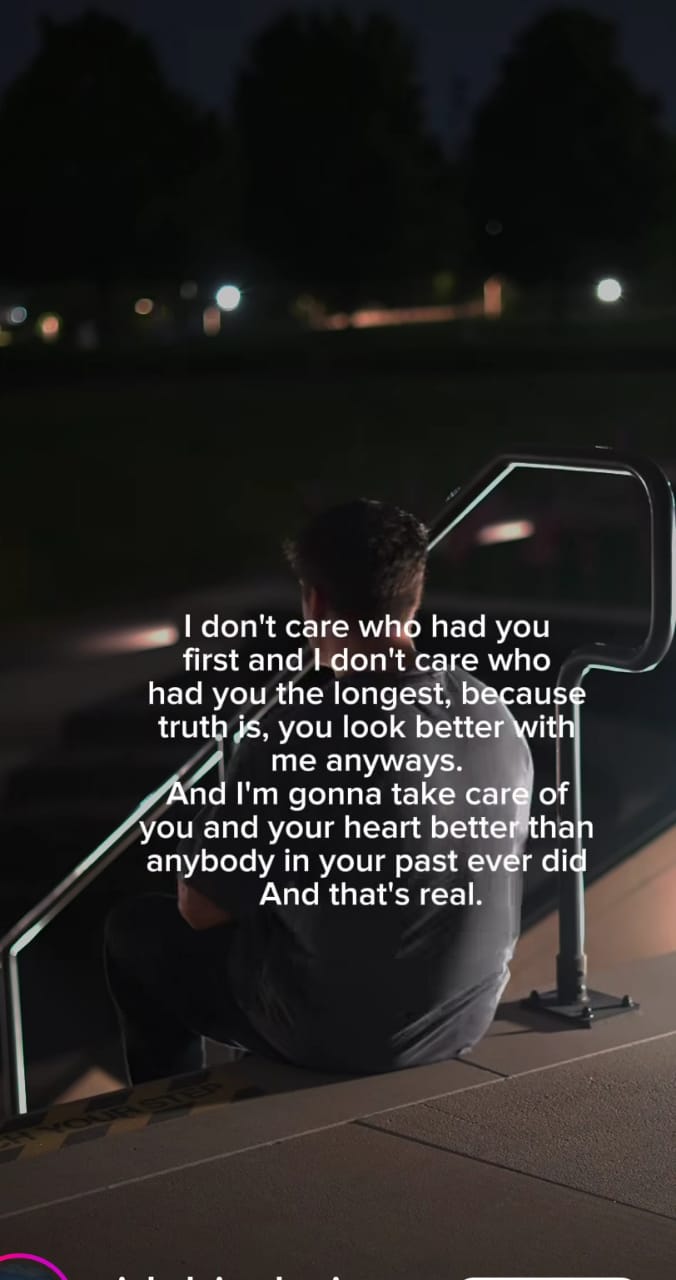 I don't care who had you
first and I don't care who
had you the longest, because
truth is, you look better with
me anyways.
And I'm gonna take care of
you and your heart better than
anybody in your past ever did
And that's real.
YOUR STEP